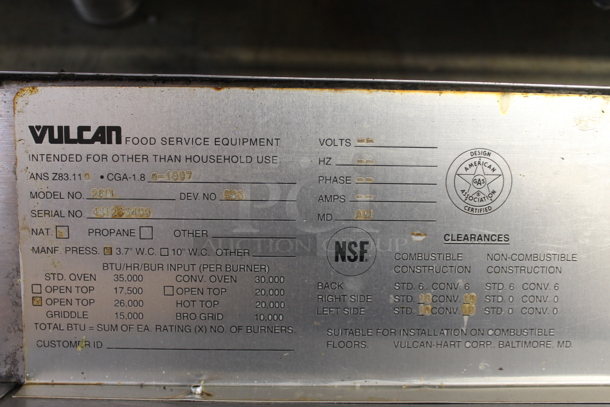 VULCAN FOOD SERVICE EQUIPMENT
INTENDED FOR OTHER THAN HOUSEHOLD USE
ANS Z83.11 • CGA-1.8
MODEL NO. DEV. NO.
SERIAL NO.
NAT. PROPANE OTHER
MANF. PRESS. 3.7" W.C. 10" W.C. OTHER
BTU/HR/BUR INPUT (PER BURNER)
STD. OVEN 35,000 CONV. OVEN 30,000
OPEN TOP 17,500 OPEN TOP 20,000
OPEN TOP 26,000 HOT TOP 20,000
GRIDDLE 15,000 BRO GRID 10,000
TOTAL BTU = SUM OF EA. RATING (X) NO. OF BURNERS.
CUSTOMER ID
VOLTS
HZ
PHASE
AMPS
MD
DESIGN
AMERICAN
GAS
ASSOCIATION
CERTIFIED
NSF
CLEARANCES
COMBUSTIBLE NON-COMBUSTIBLE
CONSTRUCTION CONSTRUCTION
BACK STD. 6 CONV. 6 STD. 6 CONV. 6
RIGHT SIDE STD. CONV. STD. 0 CONV. 0
LEFT SIDE STD. CONV. STD. 0 CONV. 0
SUITABLE FOR INSTALLATION ON COMBUSTIBLE
FLOORS. VULCAN-HART CORP., BALTIMORE, MD.
PCI
AUCTION GROUP